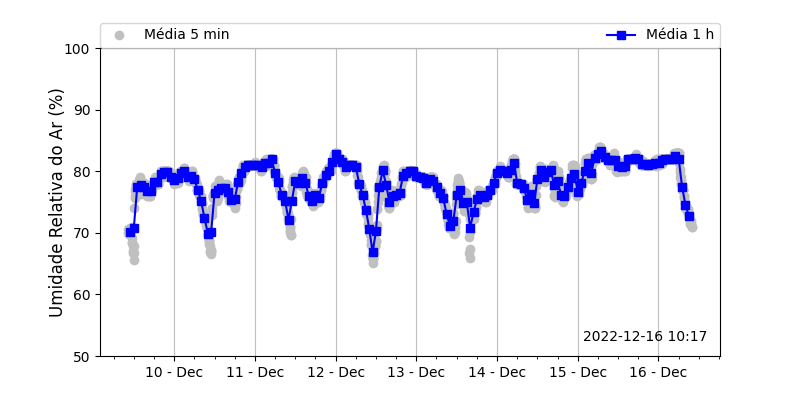 Média 5 min
Média 1 h
Umidade Relativa do Ar (%)
100
90
80
70
60
50
2022-12-16 10:17
10 - Dec
11 - Dec
12 - Dec
13 - Dec
14 - Dec
15 - Dec
16 - Dec